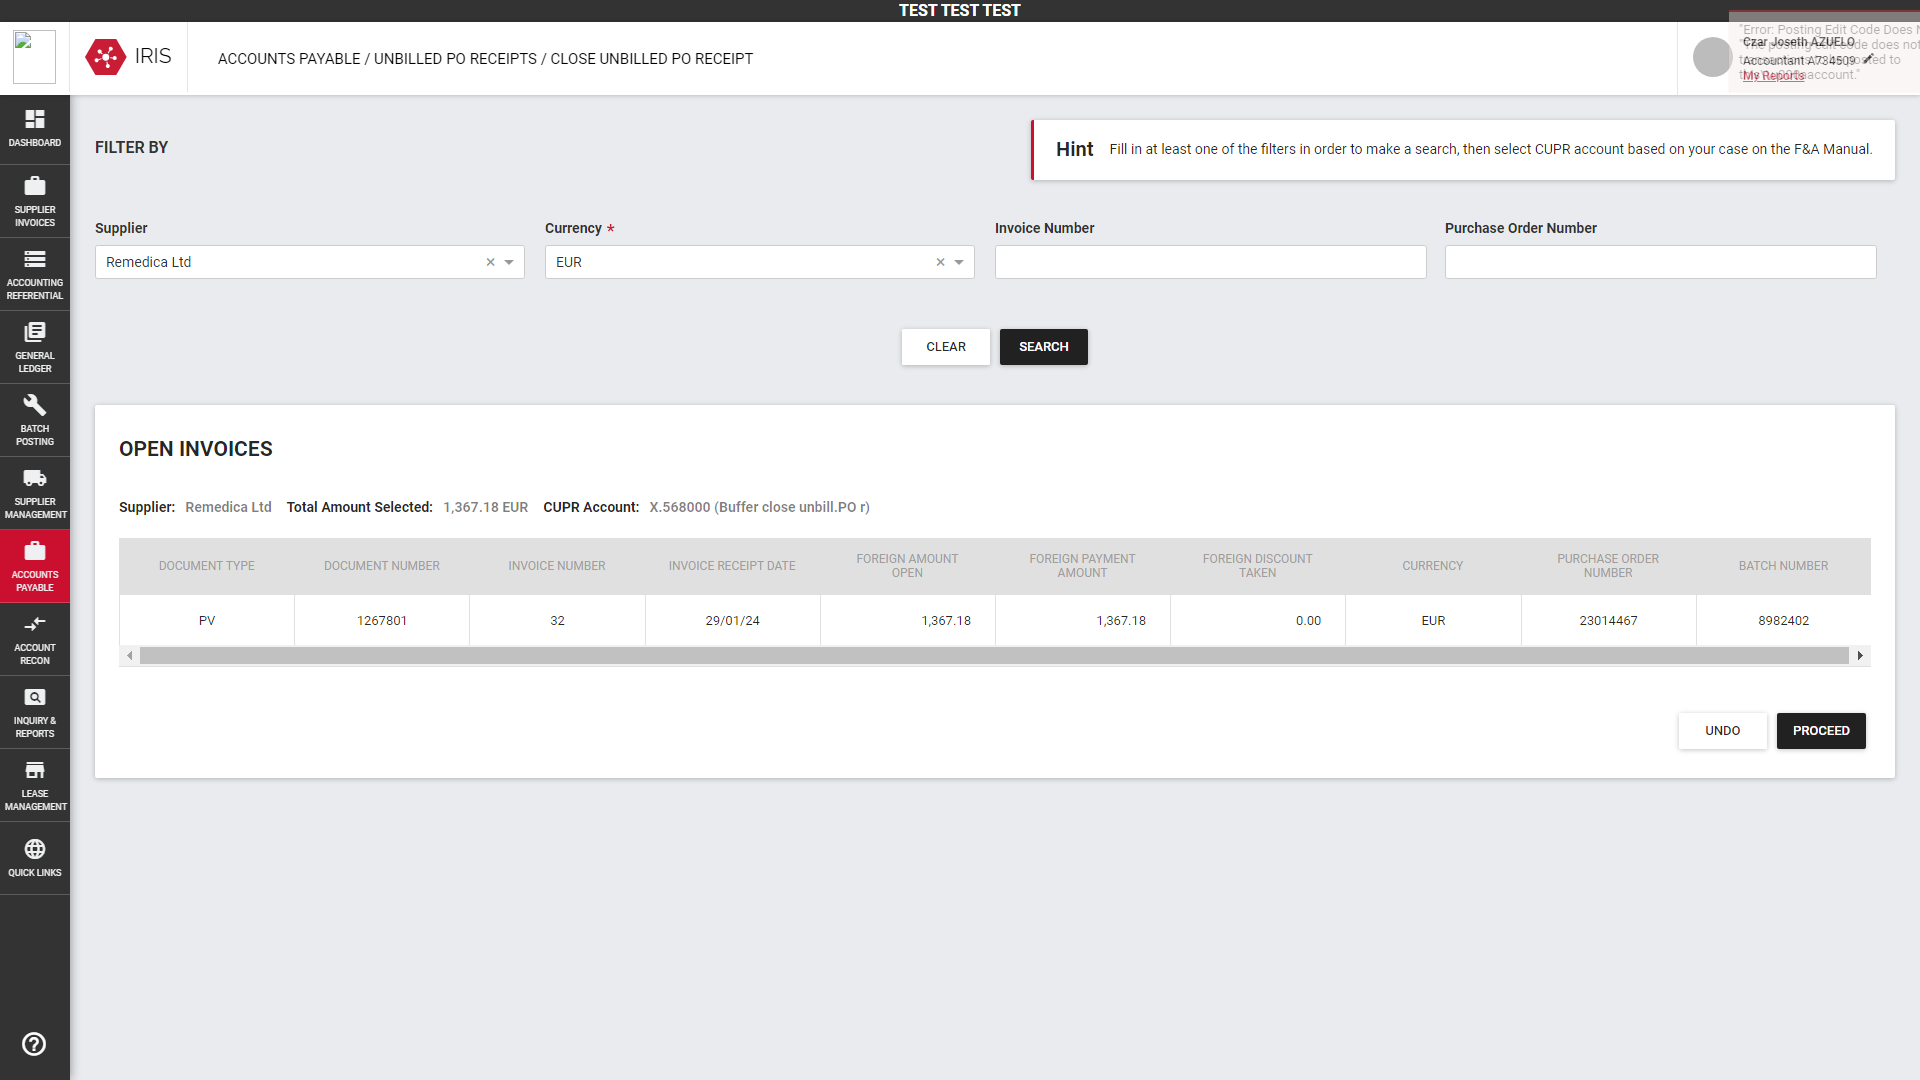 TEST TEST TEST
IRIS
ACCOUNTS PAYABLE / UNBILLED PO RECEIPTS / CLOSE UNBILLED PO RECEIPT
"Error: Posting Edit Code Does N
Czar Joseth AZUELO
"The posting edit code does not
Accountant A734509
My Reports
account."
DASHBOARD
SUPPLIER
INVOICES
ACCOUNTING
REFERENTIAL
GENERAL
LEDGER
BATCH
POSTING
SUPPLIER
MANAGEMENT
ACCOUNTS
PAYABLE
ACCOUNT
RECON
INQUIRY &
REPORTS
LEASE
MANAGEMENT
QUICK LINKS
FILTER BY
Hint Fill in at least one of the filters in order to make a search, then select CUPR account based on your case on the F&A Manual.
Supplier
Remedica Ltd
Currency *
EUR
Invoice Number
Purchase Order Number
CLEAR
SEARCH
OPEN INVOICES
Supplier: Remedica Ltd Total Amount Selected: 1,367.18 EUR CUPR Account: X.568000 (Buffer close unbill.PO r)
DOCUMENT TYPE
DOCUMENT NUMBER
INVOICE NUMBER
INVOICE RECEIPT DATE
FOREIGN AMOUNT
OPEN
FOREIGN PAYMENT
AMOUNT
FOREIGN DISCOUNT
TAKEN
CURRENCY
PURCHASE ORDER
NUMBER
BATCH NUMBER
PV 1267801 32 29/01/24 1,367.18 1,367.18 0.00 EUR 23014467 8982402
UNDO
PROCEED